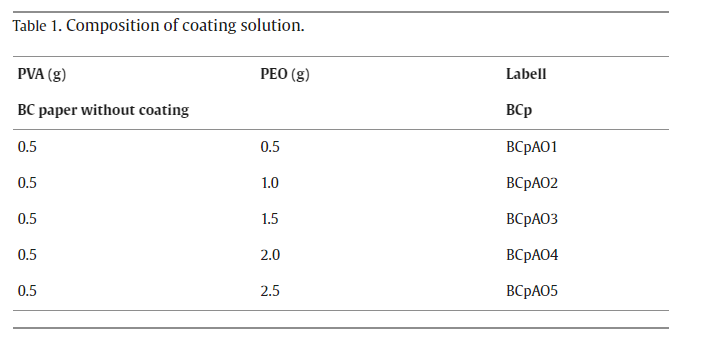 Table 1. Composition of coating solution.
PVA (g) PEO (g) Labell
BC paper without coating BCp
0.5 0.5 BCpAO1
0.5 1.0 BCpAO2
0.5 1.5 BCpAO3
0.5 2.0 BCpAO4
0.5 2.5 BCpAO5